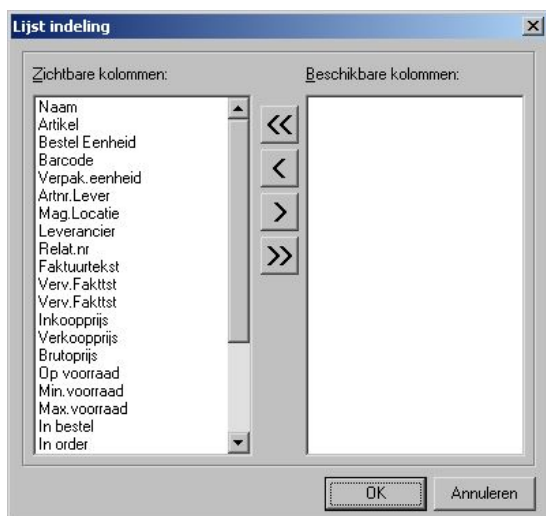 Lijst indeling
Zichtbare kolommen:
Beschikbare kolommen:
Naam
Artikel
Bestel Eenheid
Barcode
Verpak.eenheid
Artnr.Lever
Mag.Locatie
Leverancier
Relat.nr
Faktuurtekst
Verv.Fakttst
Verv.Fakttst
Inkoopprijs
Verkoopprijs
Brutoprijs
Op voorraad
Min.voorraad
Max.voorraad
In bestel
In order
<<
<
>
>>
OK
Annuleren